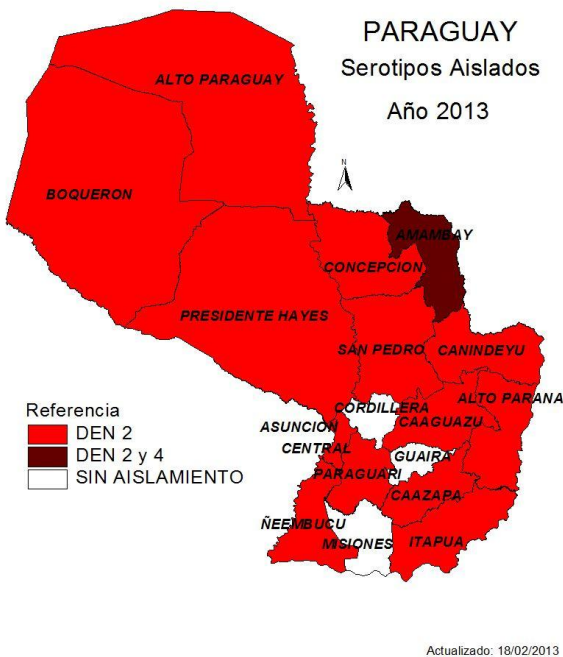 PARAGUAY
Serotipos Aislados
Año 2013
N
ALTO PARAGUAY
BOQUERON
AMAMBAY
CONCEPCION
PRESIDENTE HAYES
SAN PEDRO
CANINDEYU
ALTO PARANA
CORDILLERA
CAAGUAZU
ASUNCION
CENTRAL
GUAIRA
PARAGUARI
CAAZAPA
ÑEEMBUCU
MISIONES
ITAPUA
Referencia
DEN 2
DEN 2 y 4
SIN AISLAMIENTO
Actualizado: 18/02/2013